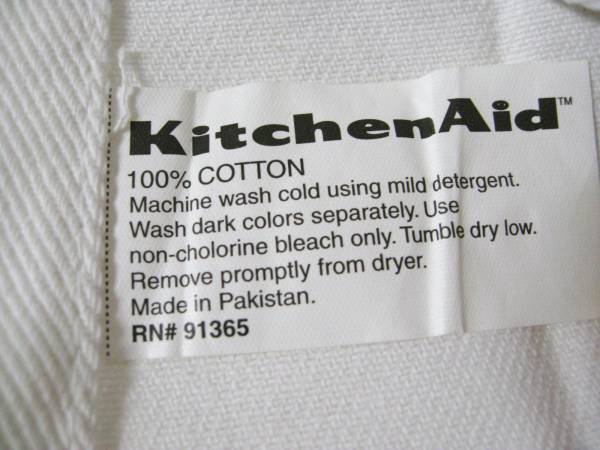 KitchenAid™
100% COTTON
Machine wash cold using mild detergent.
Wash dark colors separately. Use
non-cholorine bleach only. Tumble dry low.
Remove promptly from dryer.
Made in Pakistan.
RN# 91365